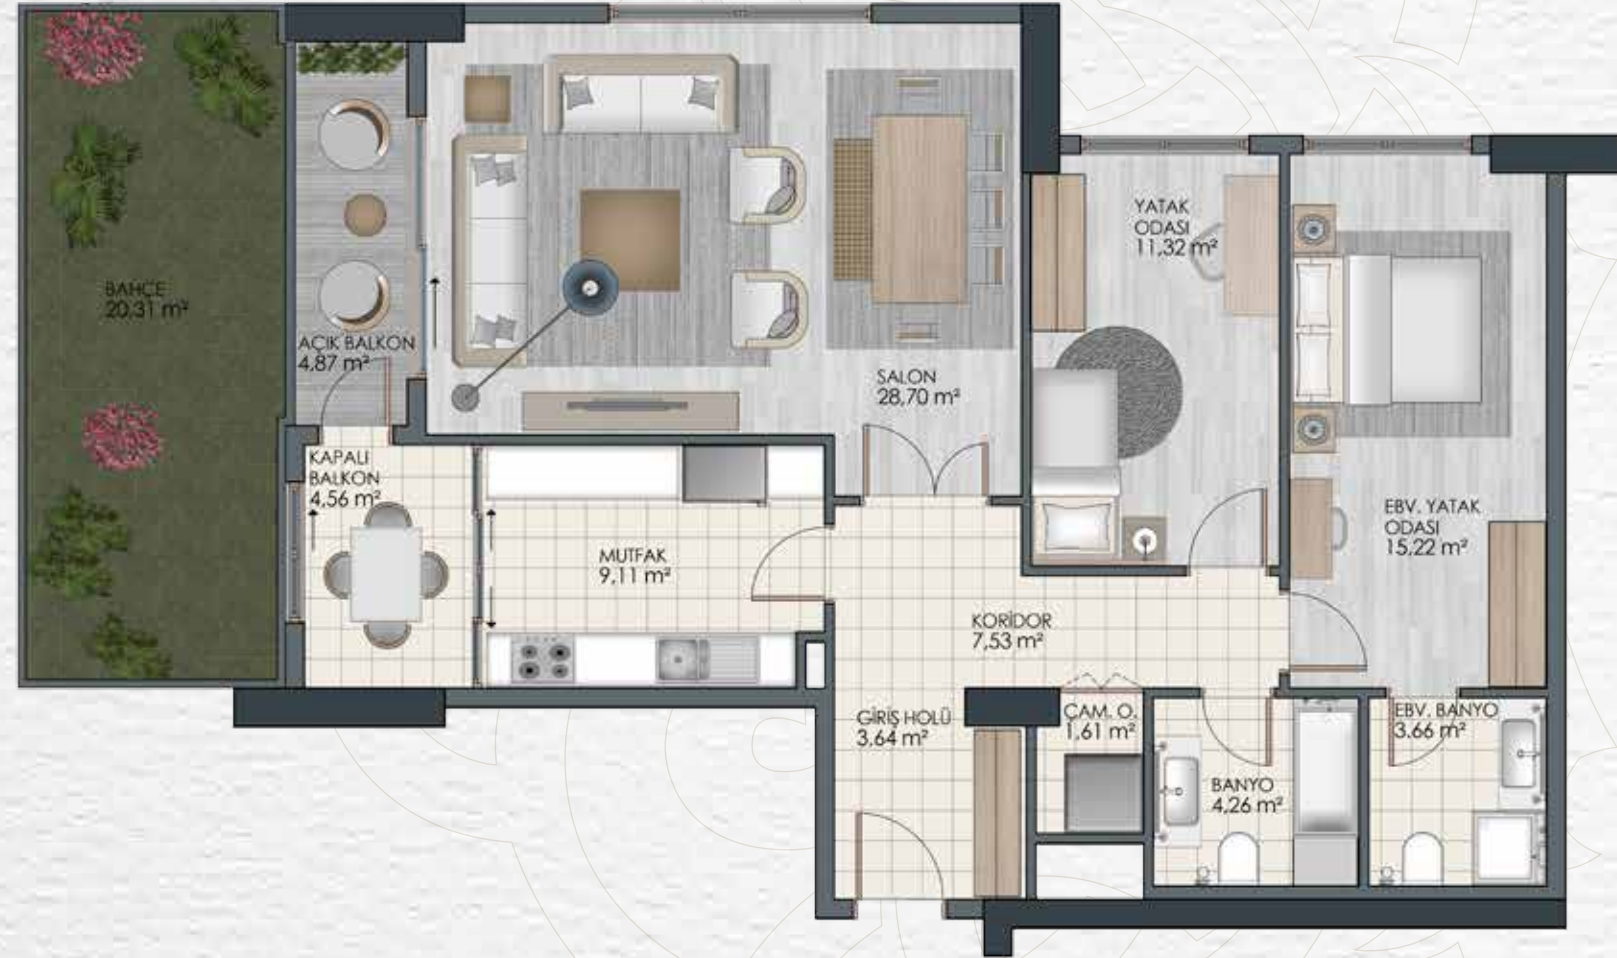 BAHÇE
20,31 m²
AÇIK BALKON
4,87 m²
KAPALI
BALKON
4,56 m²
MUTFAK
9,11 m²
SALON
28,70 m²
YATAK
ODASI
11,32 m²
EBV. YATAK
ODASI
15,22 m²
KORİDOR
7,53 m²
GİRİŞ HOLÜ
3,64 m²
ÇAM. O.
1,61 m²
BANYO
4,26 m²
EBV. BANYO
3.66 m²